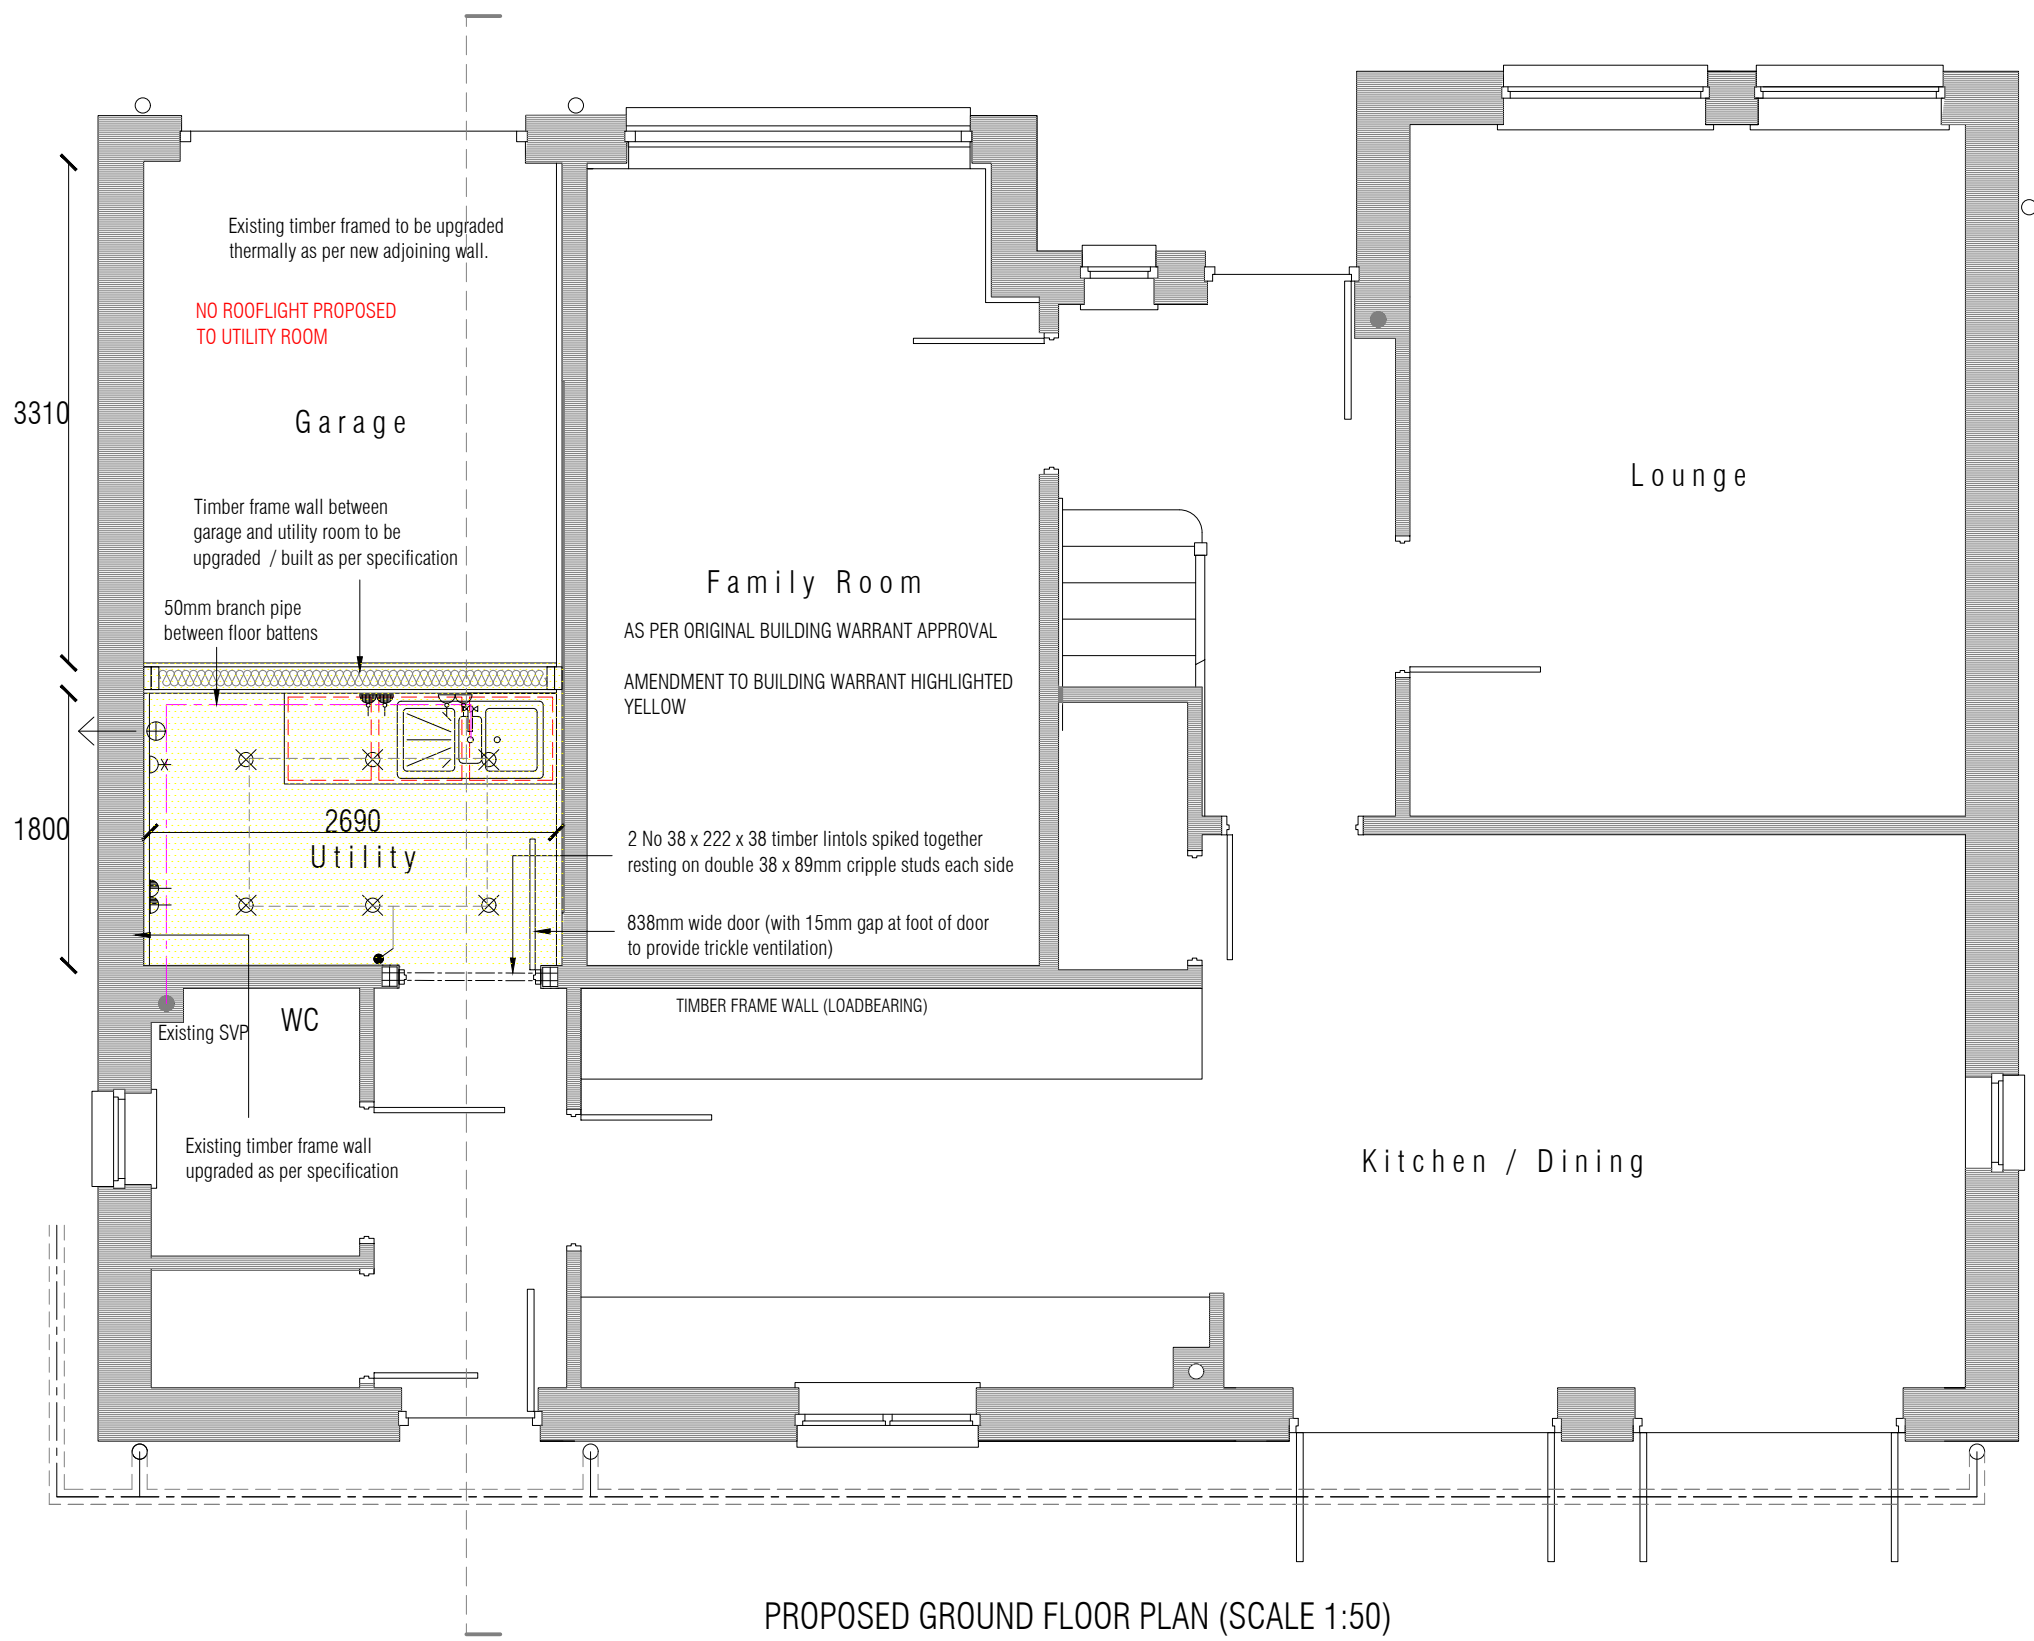 Existing timber framed to be upgraded
thermally as per new adjoining wall.
NO ROOFLIGHT PROPOSED
TO UTILITY ROOM
3310
Garage
Lounge
Timber frame wall between
garage and utility room to be
upgraded / built as per specification
Family Room
50mm branch pipe
between floor battens
AS PER ORIGINAL BUILDING WARRANT APPROVAL
AMENDMENT TO BUILDING WARRANT HIGHLIGHTED
YELLOW
1800
2690
Utility
2 No 38 x 222 x 38 timber lintols spiked together
resting on double 38 x 89mm cripple studs each side
838mm wide door (with 15mm gap at foot of door
to provide trickle ventilation)
TIMBER FRAME WALL (LOADBEARING)
WC
Existing SVP
Existing timber frame wall
upgraded as per specification
Kitchen / Dining
PROPOSED GROUND FLOOR PLAN (SCALE 1:50)